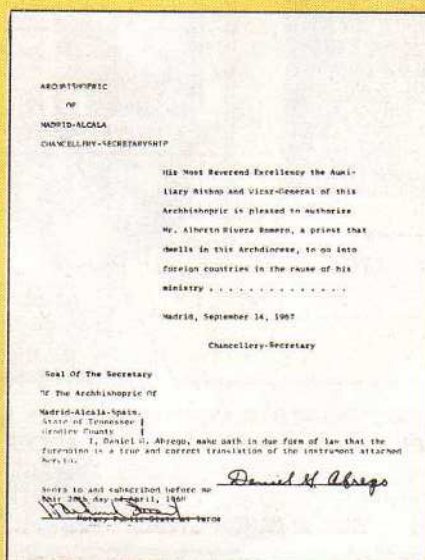 ARCHBISHOPRIC
OF
MADRID-ALCALA
CHANCELLERY-SECRETARYSHIP
His Most Reverend Excellency the Auxi-
liary Bishop and Vicar-General of this
Archbishopric is pleased to authorize
Mr. Alberto Rivera Romero, a priest that
dwells in this Archdiocese, to go into
foreign countries in the cause of his
ministry . . . . . . . . . . . . . .
Madrid, September 14, 1967
Chancellery-Secretary
Seal Of The Secretary
Of The Archbishopric Of
Madrid-Alcala-Spain.
State of Tennessee
Bradley County
I, Daniel G. Abrego, make oath in due form of law that the
foregoing is a true and correct translation of the instrument attached
hereto.
Daniel G. Abrego
Sworn to and subscribed before me
day of April, 1968
Notary Public State at Large